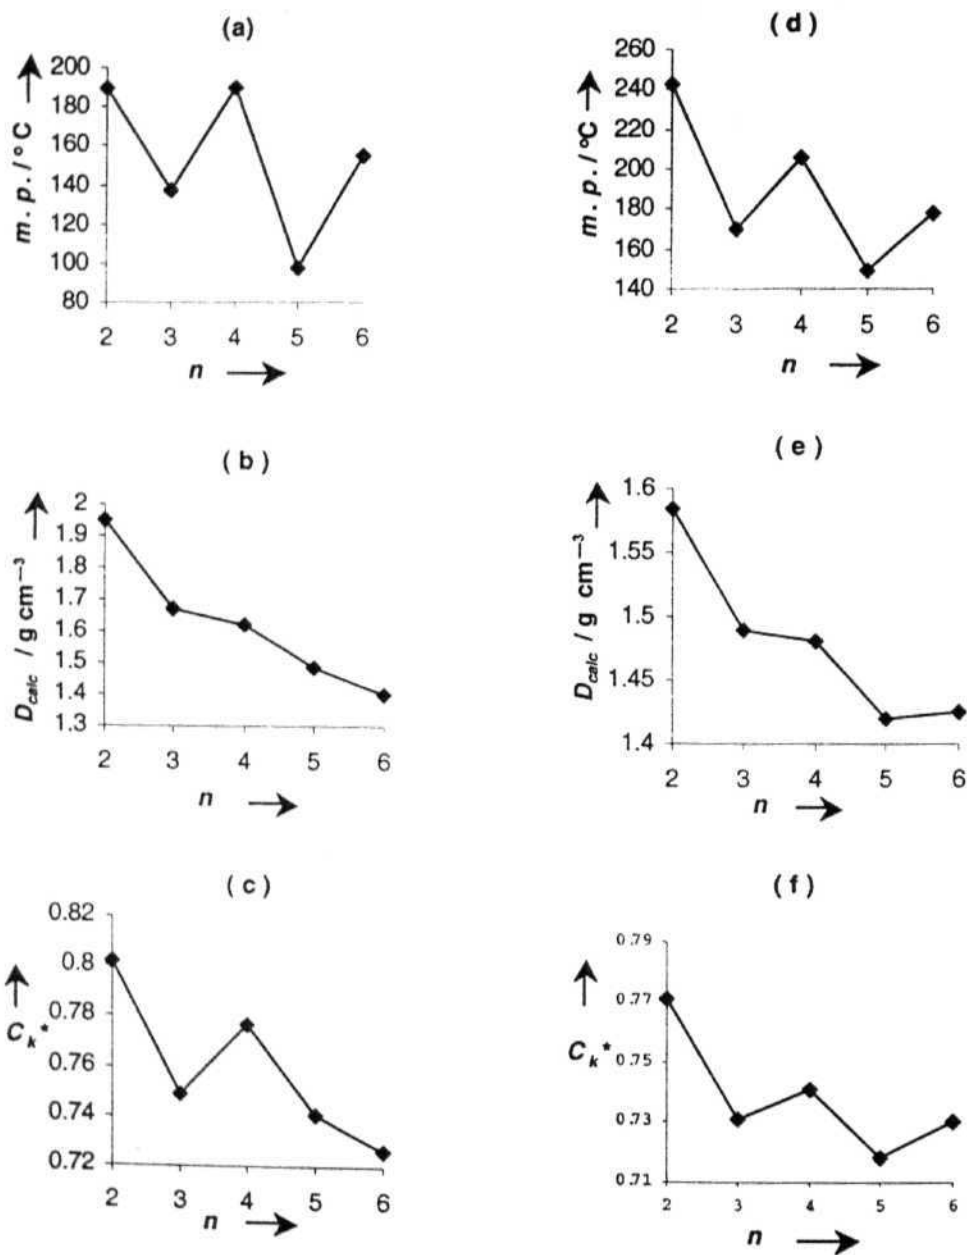 (a)
200
180
160
140
120
100
80
m. p. / °C
2 3 4 5 6
n
(d)
260
240
220
200
180
160
140
m. p. / °C
2 3 4 5 6
n
(b)
2
1.9
1.8
1.7
1.6
1.5
1.4
1.3
D calc / g cm−3
2 3 4 5 6
n
(e)
1.6
1.55
1.5
1.45
1.4
D calc / g cm−3
2 3 4 5 6
n
(c)
0.82
0.8
0.78
0.76
0.74
0.72
C k *
2 3 4 5 6
n
(f)
0.79
0.77
0.75
0.73
0.71
C k *
2 3 4 5 6
n